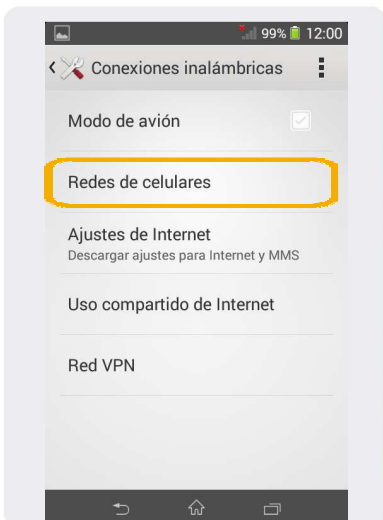 99% 12:00
Conexiones inalámbricas
Modo de avión
Redes de celulares
Ajustes de Internet
Descargar ajustes para Internet y MMS
Uso compartido de Internet
Red VPN